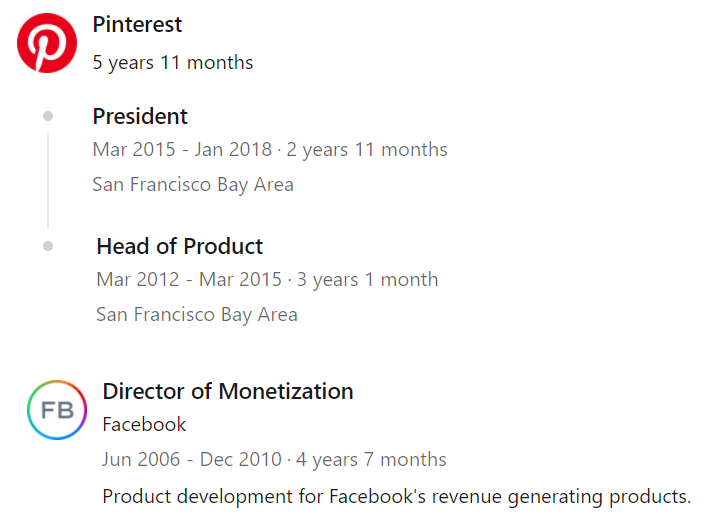 Pinterest
5 years 11 months
President
Mar 2015 - Jan 2018 · 2 years 11 months
San Francisco Bay Area
Head of Product
Mar 2012 - Mar 2015 · 3 years 1 month
San Francisco Bay Area
FB
Director of Monetization
Facebook
Jun 2006 - Dec 2010 · 4 years 7 months
Product development for Facebook's revenue generating products.